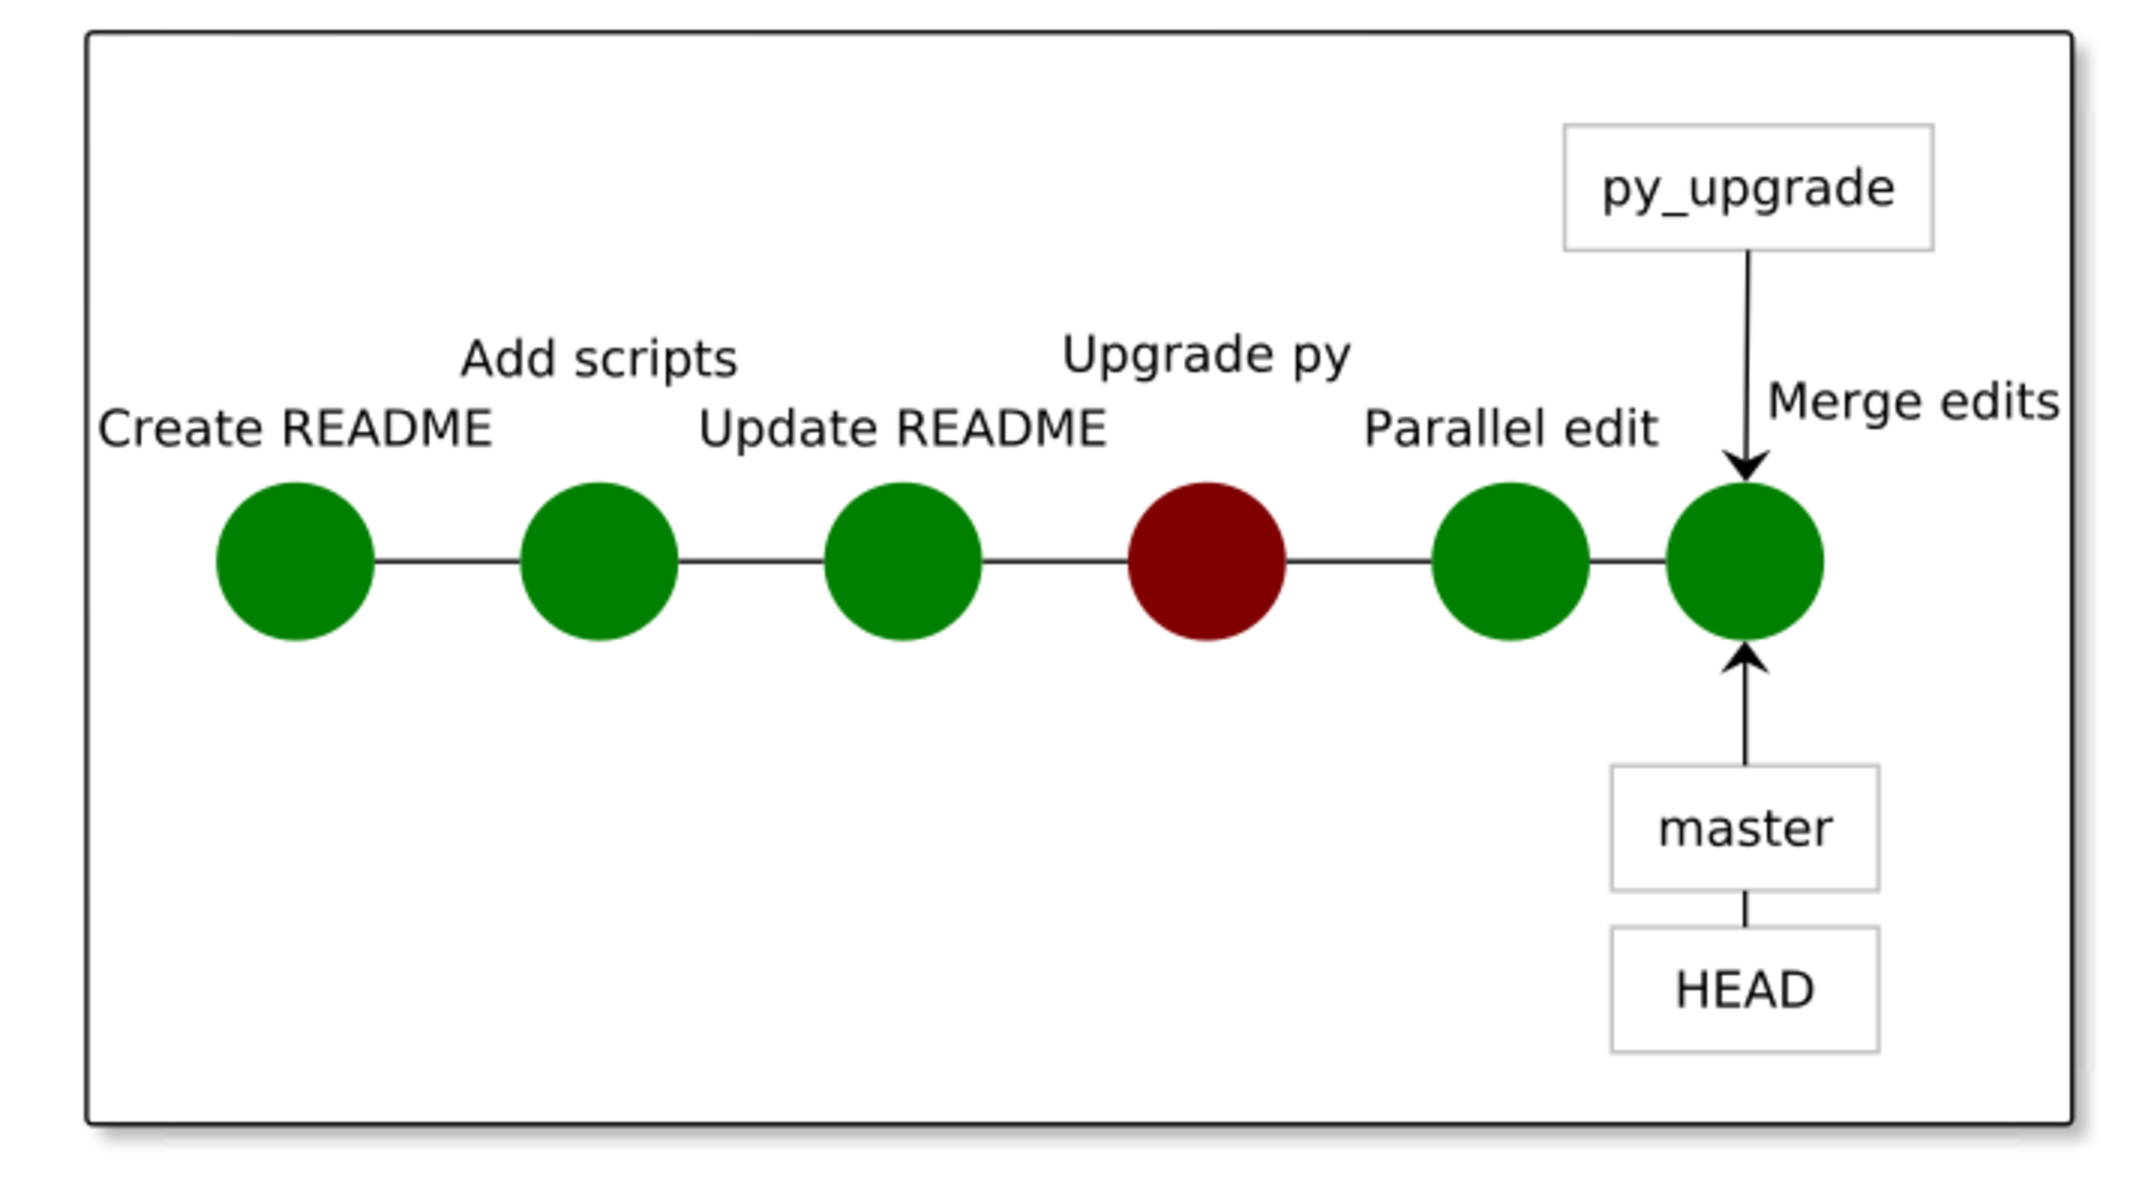 py_upgrade
Add scripts
Upgrade py
Create README
Update README
Parallel edit
Merge edits
master
HEAD